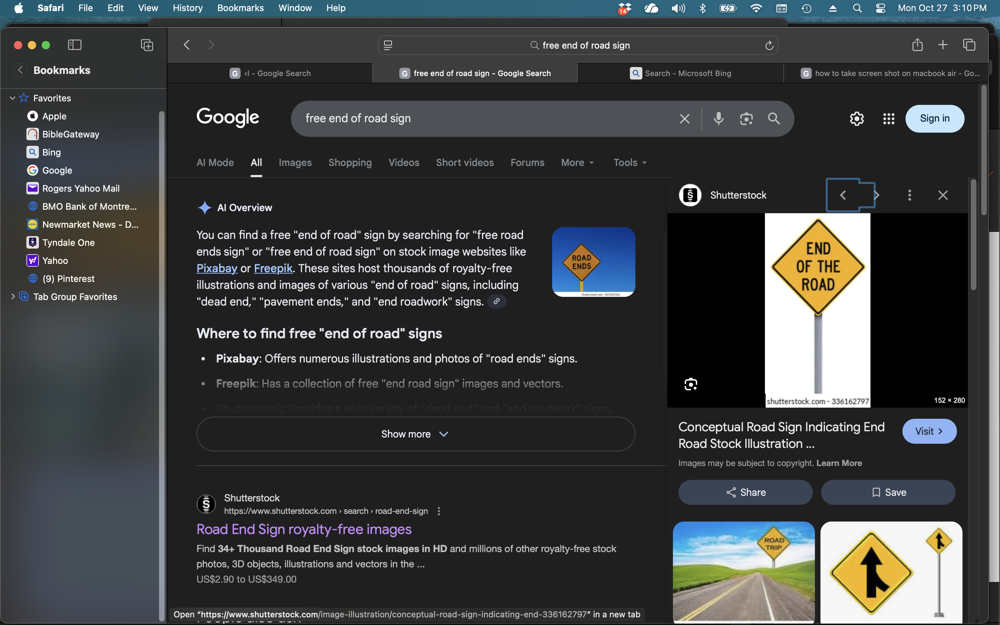 Safari File Edit View History Bookmarks Window Help
14
Mon Oct 27 3:10 PM
free end of road sign
Bookmarks
G <l - Google Search
G free end of road sign - Google Search
Search - Microsoft Bing
G how to take screen shot on macbook air - Go...
Favorites
Apple
BibleGateway
Bing
Google
Rogers Yahoo Mail
BMO Bank of Montre...
Newmarket News - D...
Tyndale One
Yahoo
(9) Pinterest
Tab Group Favorites
Google
free end of road sign
Sign in
AI Mode All Images Shopping Videos Short videos Forums More Tools
AI Overview
You can find a free "end of road" sign by searching for "free road
ends sign" or "free end of road sign" on stock image websites like
Pixabay or Freepik. These sites host thousands of royalty-free
illustrations and images of various "end of road" signs, including
"dead end," "pavement ends," and "end roadwork" signs.
ROAD
ENDS
shutterstock.com · 2075259310
Where to find free "end of road" signs
• Pixabay: Offers numerous illustrations and photos of "road ends" signs.
• Freepik: Has a collection of free "end road sign" images and vectors.
• Shutterstock: Provides a wide variety of "dead end" and "end roadwork" signs,
Show more
Shutterstock
https://www.shutterstock.com › search › road-end-sign
Road End Sign royalty-free images
Find 34+ Thousand Road End Sign stock images in HD and millions of other royalty-free stock
photos, 3D objects, illustrations and vectors in the ...
US$2.90 to US$349.00
Open “https://www.shutterstock.com/image-illustration/conceptual-road-sign-indicating-end-336162797” in a new tab
Shutterstock
END
OF THE
ROAD
shutterstock.com · 336162797
152 × 280
Conceptual Road Sign Indicating End
Road Stock Illustration ...
Visit
Images may be subject to copyright. Learn More
Share
Save
ROAD
TRIP